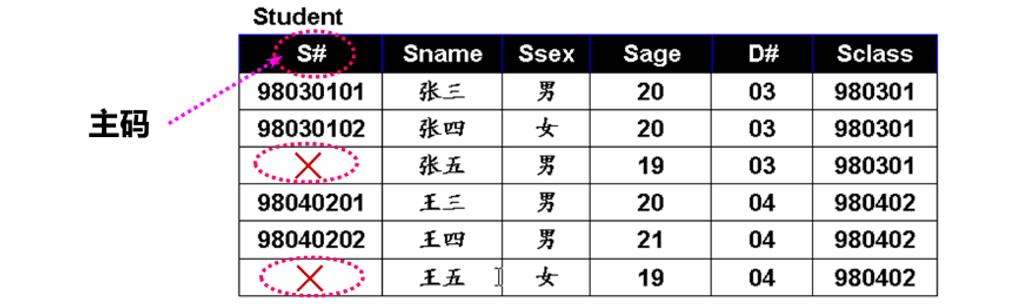 Student
S# Sname Ssex Sage D# Sclass
98030101 张三 男 20 03 980301
主码
98030102 张四 女 20 03 980301
张五 男 19 03 980301
98040201 王三 男 20 04 980402
98040202 王四 男 21 04 980402
王五 女 19 04 980402